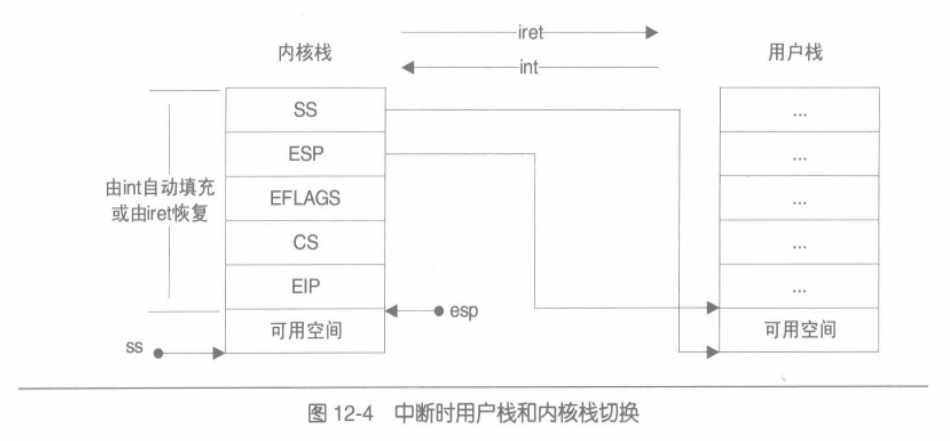 iret
内核栈
用户栈
int
SS
...
ESP
...
由int自动填充
或由iret恢复
EFLAGS
...
CS
...
EIP
...
esp
可用空间
可用空间
ss
图 12-4 中断时用户栈和内核栈切换